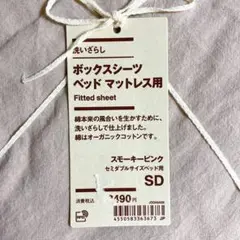 洗いざらし
ボックスシーツ
ベッド マットレス用
Fitted sheet
綿本来の風合いを生かすために、
洗いざらしで仕上げました。
綿はオーガニックコットンです。
スモーキーピンク
セミダブルサイズベッド用
SD
消費税込
490円
4550583363673